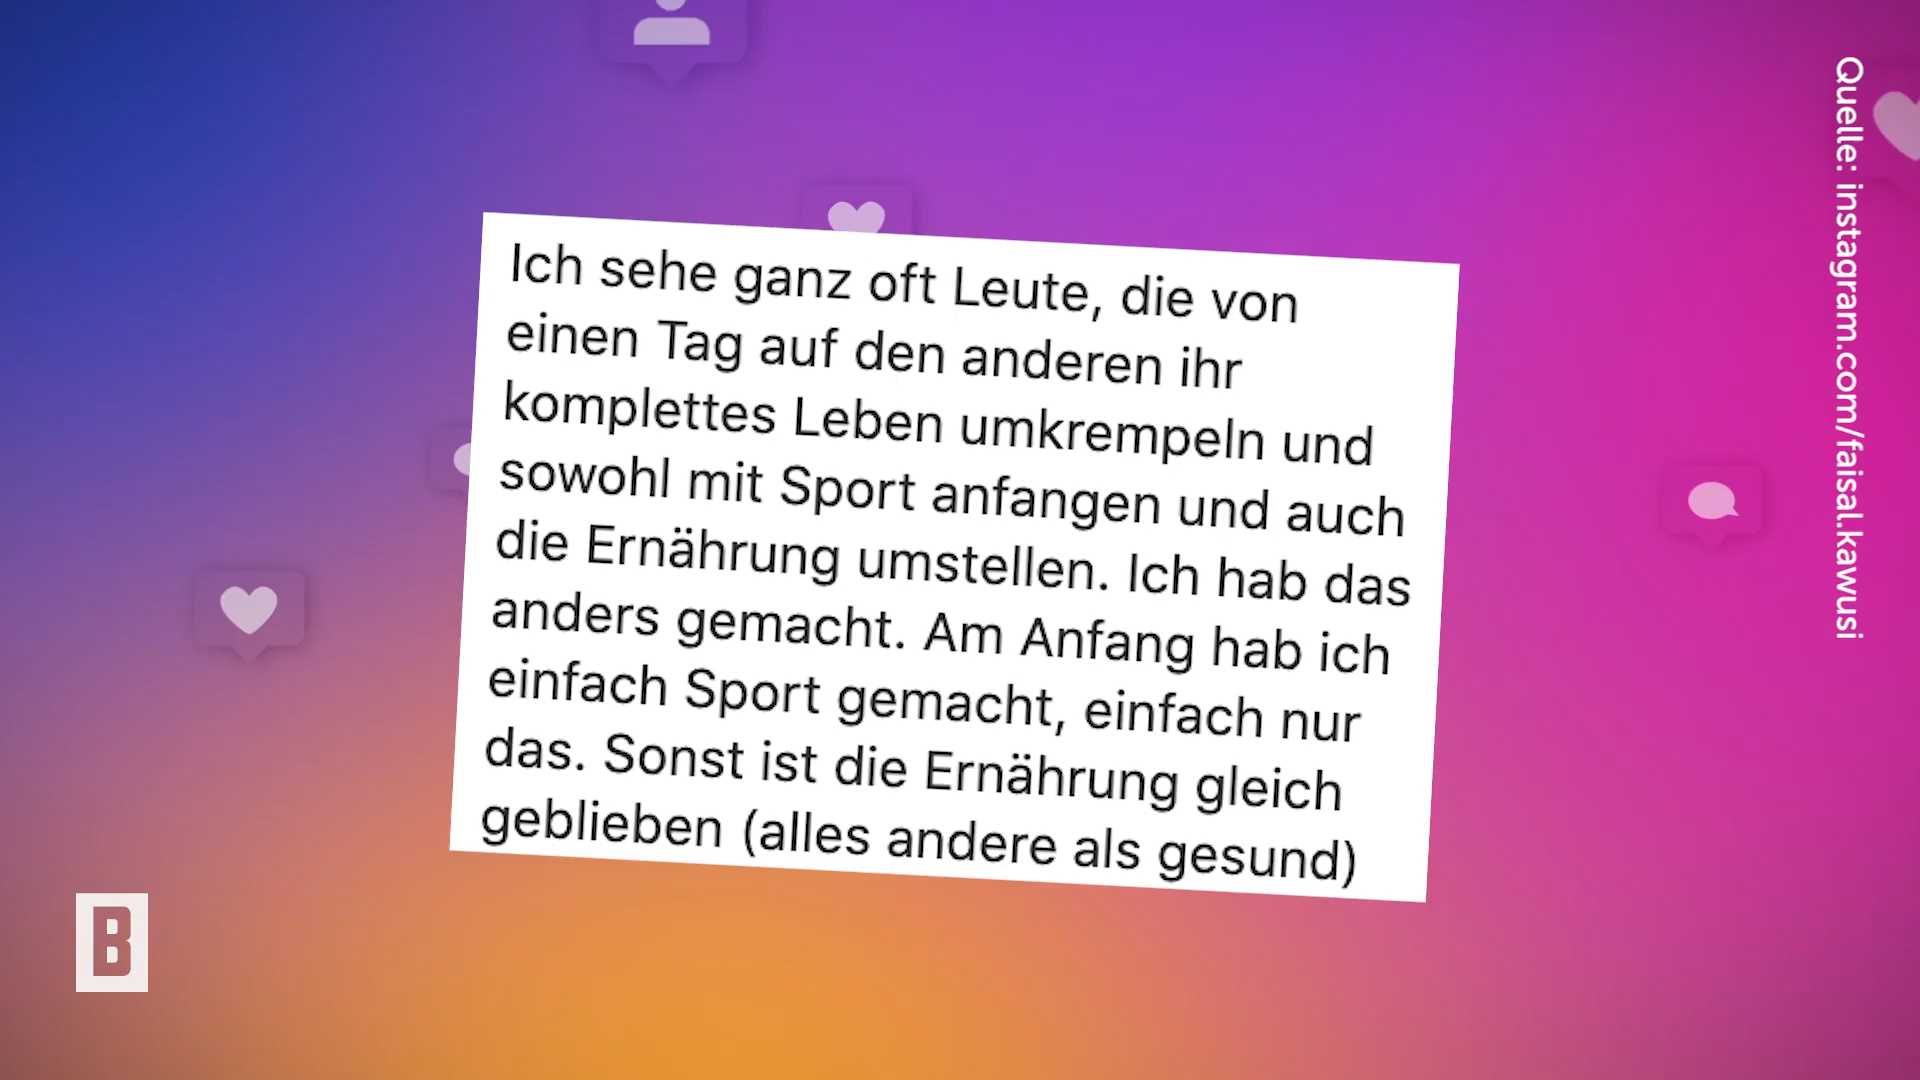 Ich sehe ganz oft Leute, die von
einen Tag auf den anderen ihr
komplettes Leben umkrempeln und
sowohl mit Sport anfangen und auch
die Ernährung umstellen. Ich hab das
anders gemacht. Am Anfang hab ich
einfach Sport gemacht, einfach nur
das. Sonst ist die Ernährung gleich
geblieben (alles andere als gesund)
Quelle: instagram.com/faisal.kawusi
B